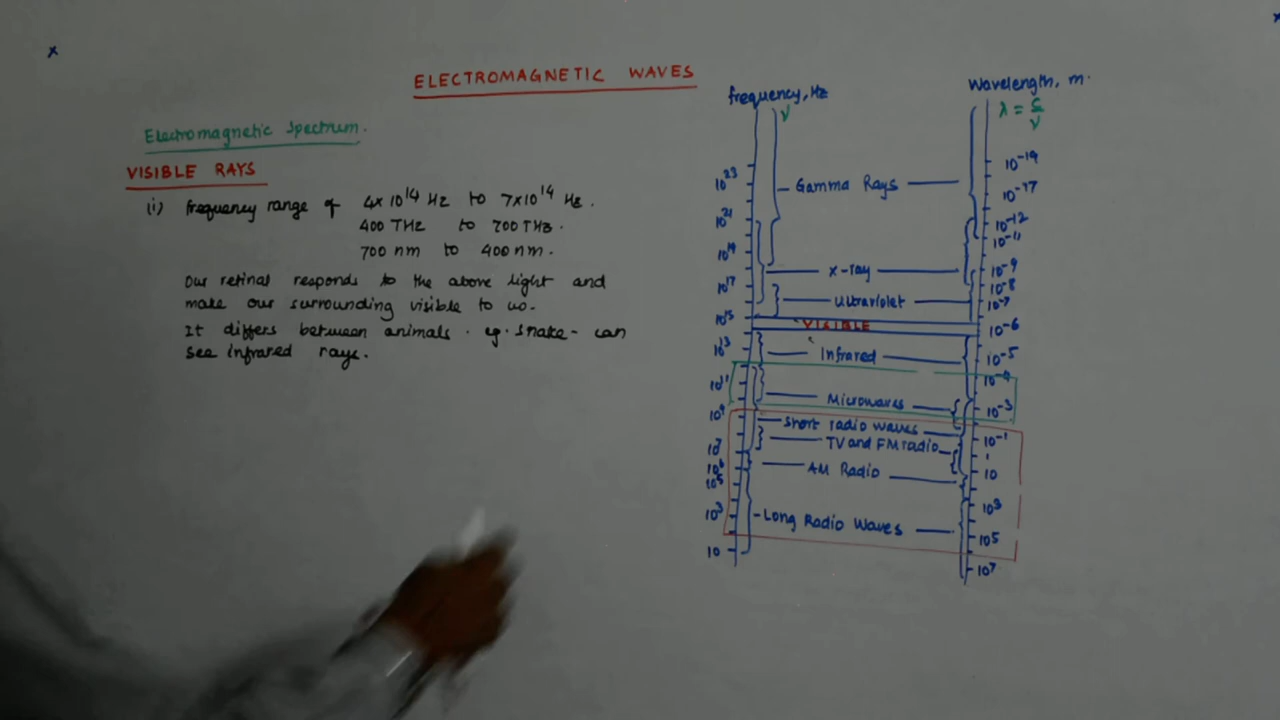 ELECTROMAGNETIC WAVES
Electromagnetic Spectrum.
VISIBLE RAYS
(i) frequency range of 4x10^14 Hz to 7x10^14 Hz.
400 THz to 700 THz.
700 nm to 400 nm.
Our retinal responds to the above light and
make our surrounding visible to us.
It differs between animals. eg. snake - can
see infrared rays.
frequency, Hz
ν
Wavelength, m.
λ = c/ν
10^23
10^21
10^19
10^17
10^15
10^13
10^11
10^9
10^7
10^6
10^5
10^3
10
Gamma Rays
x-ray
Ultraviolet
VISIBLE
Infrared
Microwaves
Short radio waves
TV and FM radio
AM Radio
Long Radio Waves
10^-19
10^-17
10^-12
10^-11
10^-9
10^-8
10^-7
10^-6
10^-5
10^-4
10^-3
10^-1
1
10
10^3
10^5
10^7